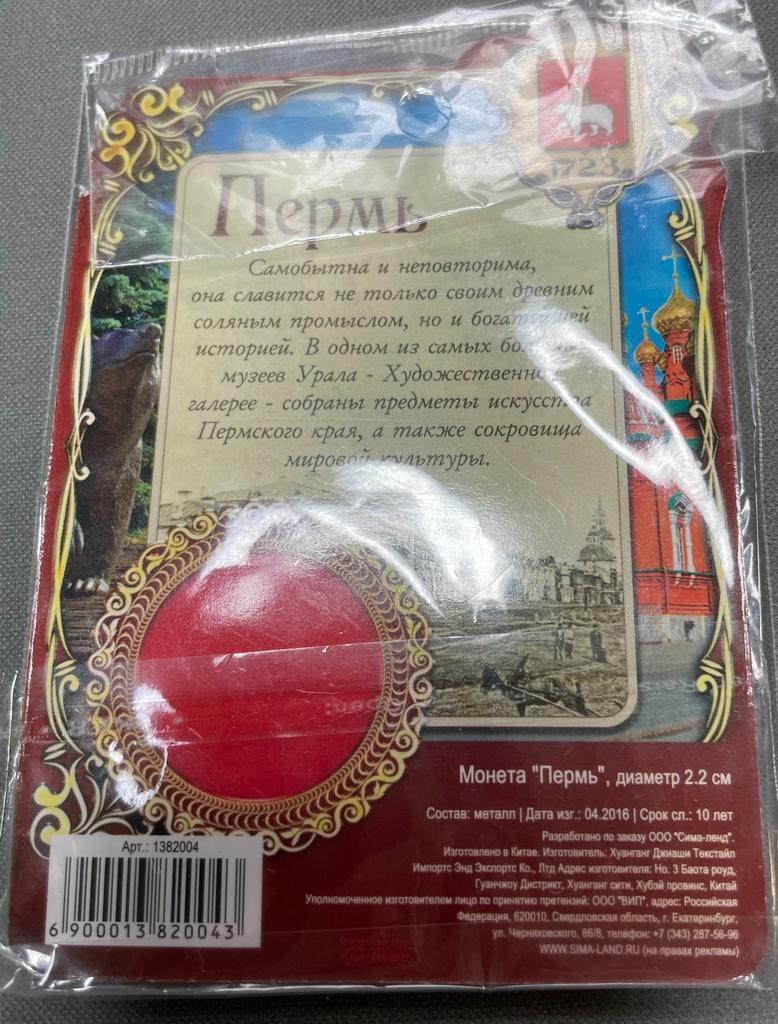 1723
Пермь
Самобытна и неповторима,
она славится не только своим древним
соляным промыслом, но и богатейшей
историей. В одном из самых
музеев Урала - Художественной
галерее - собраны предметы искусства
Пермского края, а также сокровища
мировой культуры.
Монета "Пермь", диаметр 2.2 см
Состав: металл | Дата изг.: 04.2016 | Срок сл.: 10 лет
Разработано по заказу ООО "Сима-ленд".
Изготовлено в Китае. Изготовитель: Хуанганг Джиаши Текстайл
Импортс Энд Экспортс Ко., Лтд Адрес изготовителя: Но. 3 Баота роуд,
Гуанчжоу Дистрикт, Хуанганг сити, Хубэй провинс, Китай
Уполномоченное изготовителем лицо по принятию претензий: ООО "ВИП", адрес: Российская
Федерация, 620010, Свердловская область, г. Екатеринбург,
ул. Черняховского, 86/8, телефон: +7 (343) 287-56-96
WWW.SIMA-LAND.RU (на правах рекламы)
Арт.: 1382004
6 900013 820043